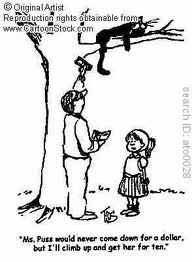 © Original Artist
Reproduction rights obtainable from
www.CartoonStock.com
search ID: ato0028
"Ms. Puss would never come down for a dollar,
but I'll climb up and get her for ten."